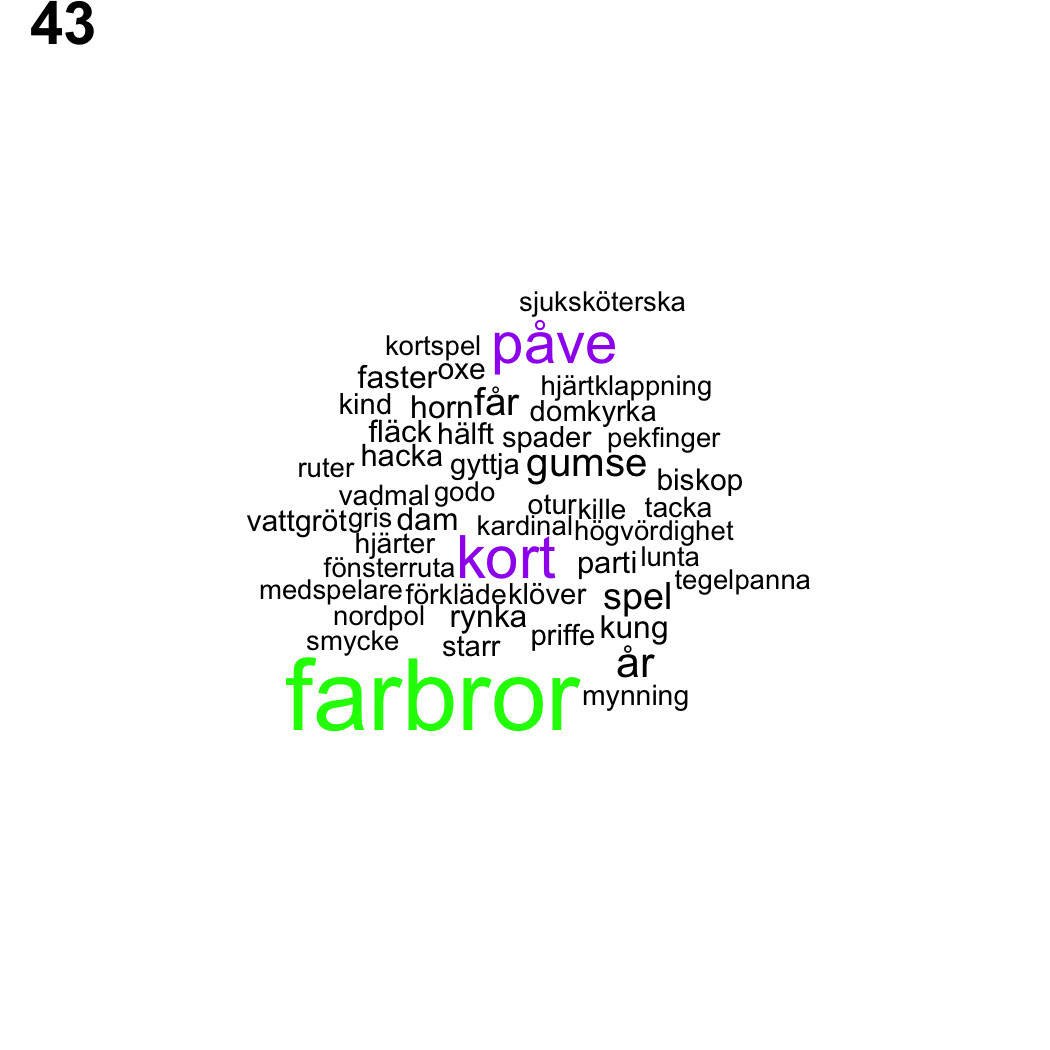 43
sjuksköterska
kortspel påve
faster oxe hjärtklappning
kind horn får domkyrka
fläck hälft spader pekfinger
ruter hacka gyttja gumse biskop
vadmal godo otur kille tacka
vattgröt gris dam kardinal högvördighet
hjärter kort parti lunta
fönsterruta tegelpanna
medspelare förkläde klöver spel
nordpol rynka priffe kung
smycke starr år
farbror mynning